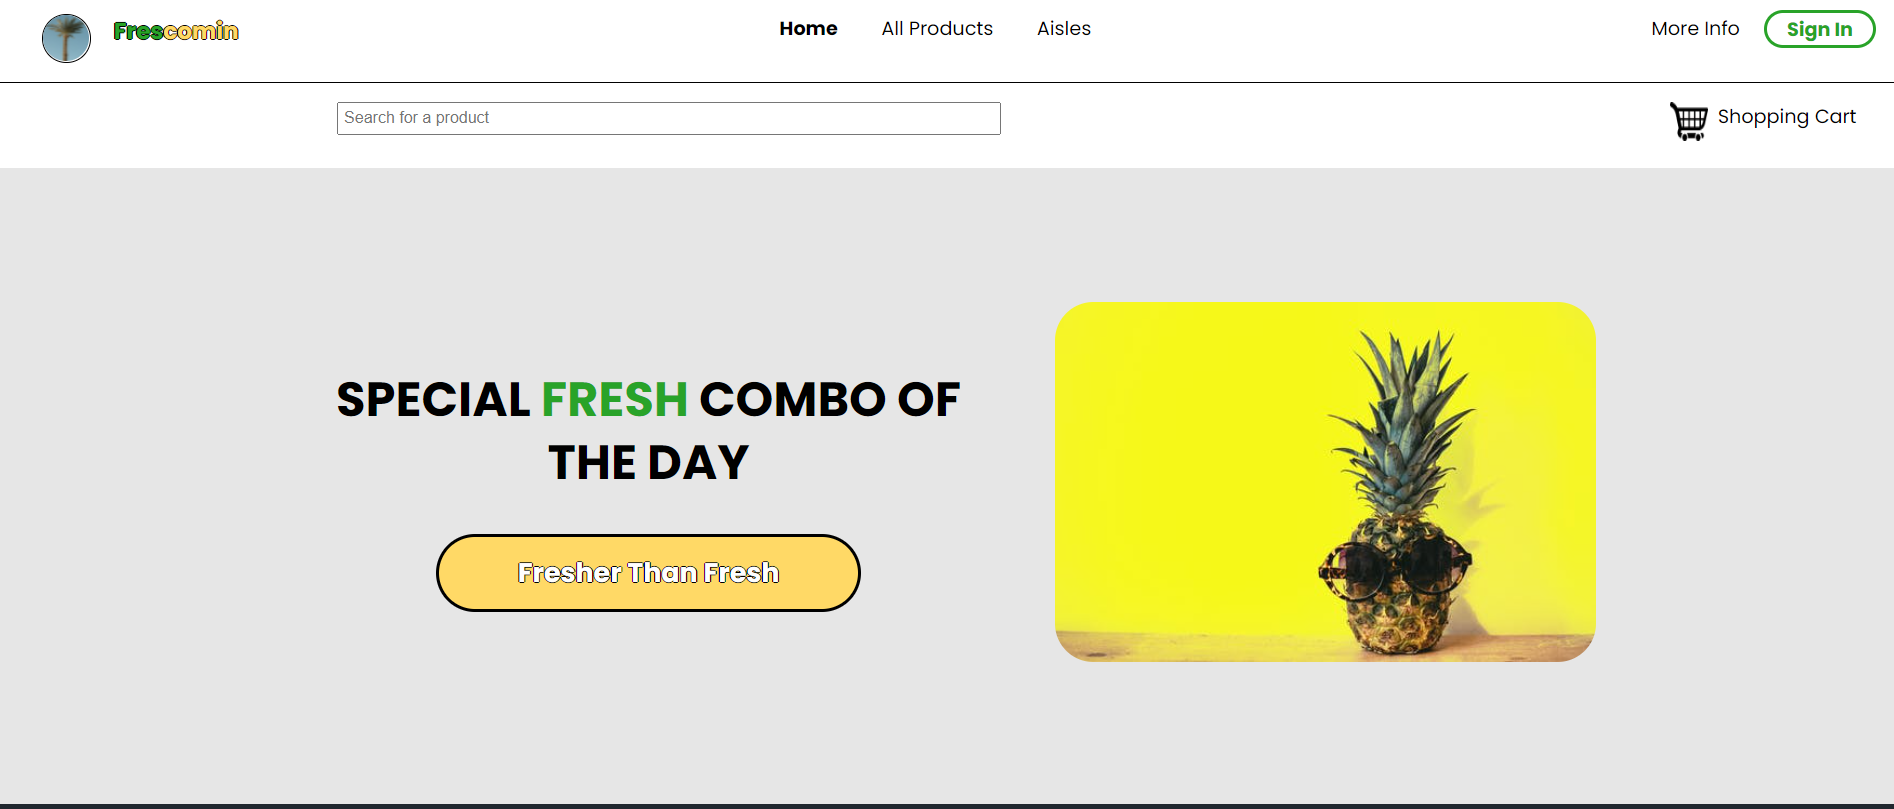 Frescomin
Home
All Products
Aisles
More Info
Sign In
Search for a product
Shopping Cart
SPECIAL FRESH COMBO OF
THE DAY
Fresher Than Fresh